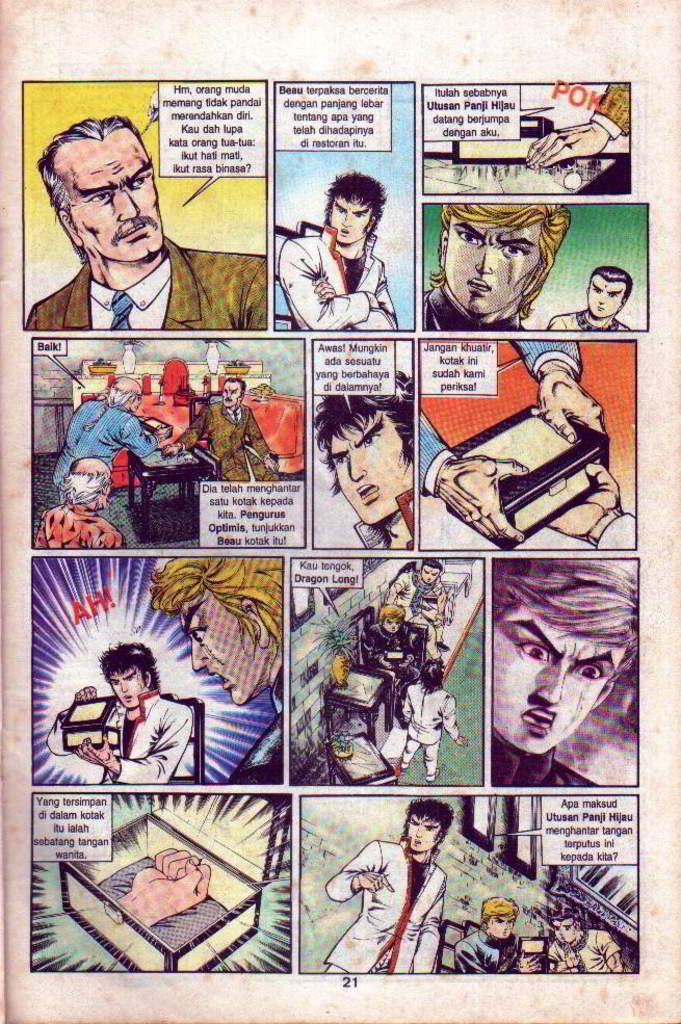 Hm, orang muda
memang tidak pandai
merendahkan diri.
Kau dah lupa
kata orang tua-tua:
ikut hati mati,
ikut rasa binasa?
Beau terpaksa bercerita
dengan panjang lebar
tentang apa yang
telah dihadapinya
di restoran itu.
Itulah sebabnya
Utusan Panji Hijau
datang berjumpa
dengan aku.
POK
Baik!
Dia telah menghantar
satu kotak kepada
kita. Pengurus
Optimis, tunjukkan
Beau kotak itu!
Awas! Mungkin
ada sesuatu
yang berbahaya
di dalamnya!
Jangan khuatir,
kotak ini
sudah kami
periksa!
AH!
Kau tengok,
Dragon Long!
Yang tersimpan
di dalam kotak
itu ialah
sebatang tangan
wanita.
Apa maksud
Utusan Panji Hijau
menghantar tangan
terputus ini
kepada kita?
21